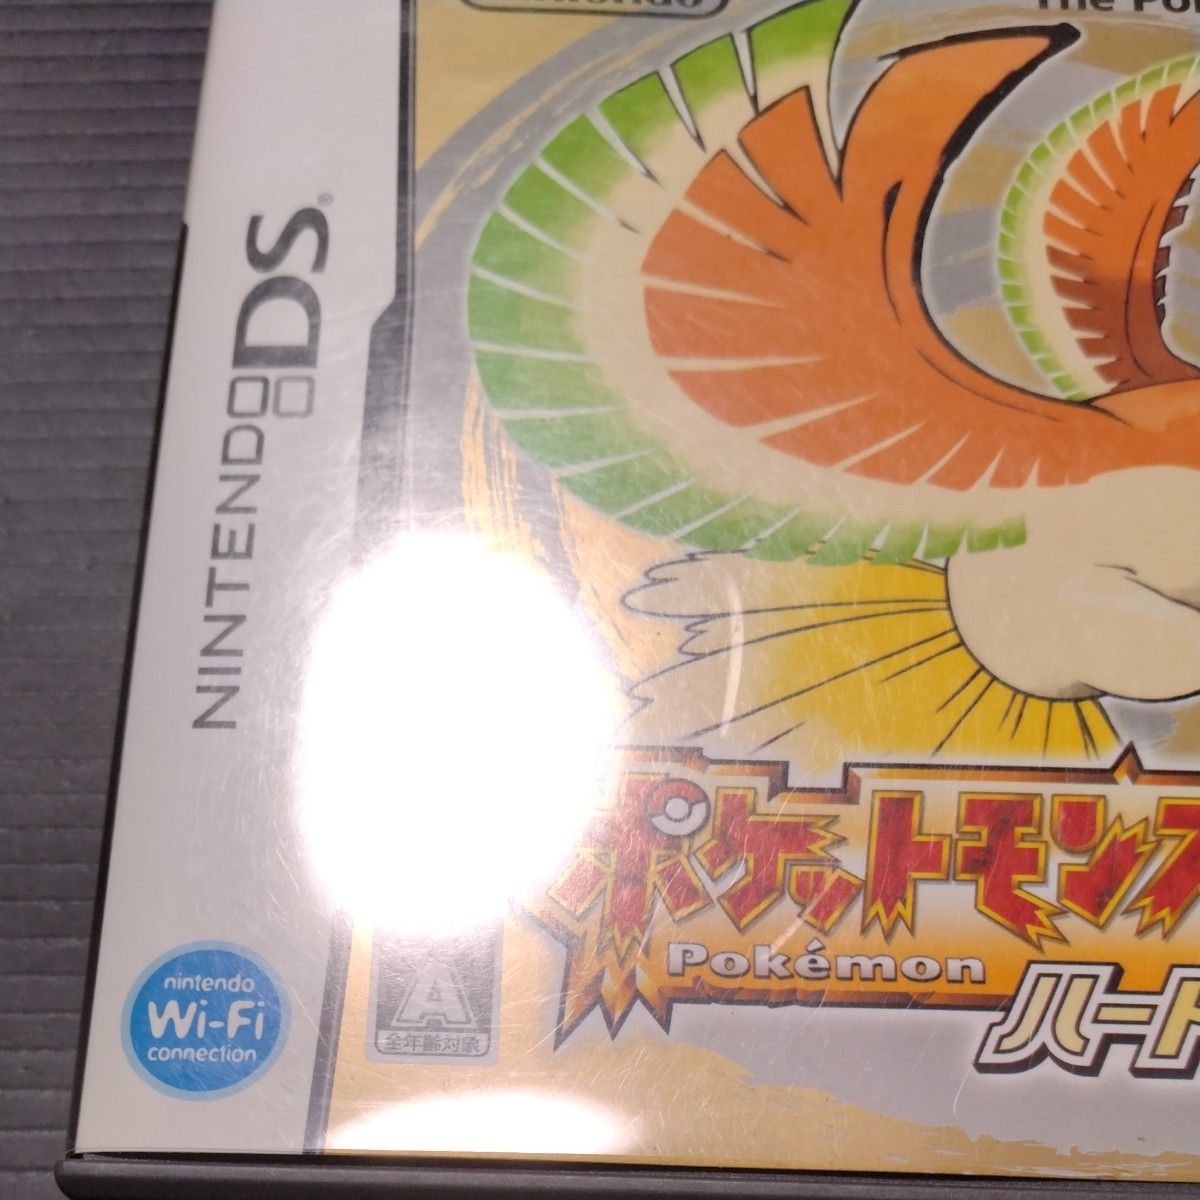 The Po
NINTENDO DS®
ポケットモンス
Pokémon
ハート
nintendo
Wi-Fi
connection
A
全年齢対象